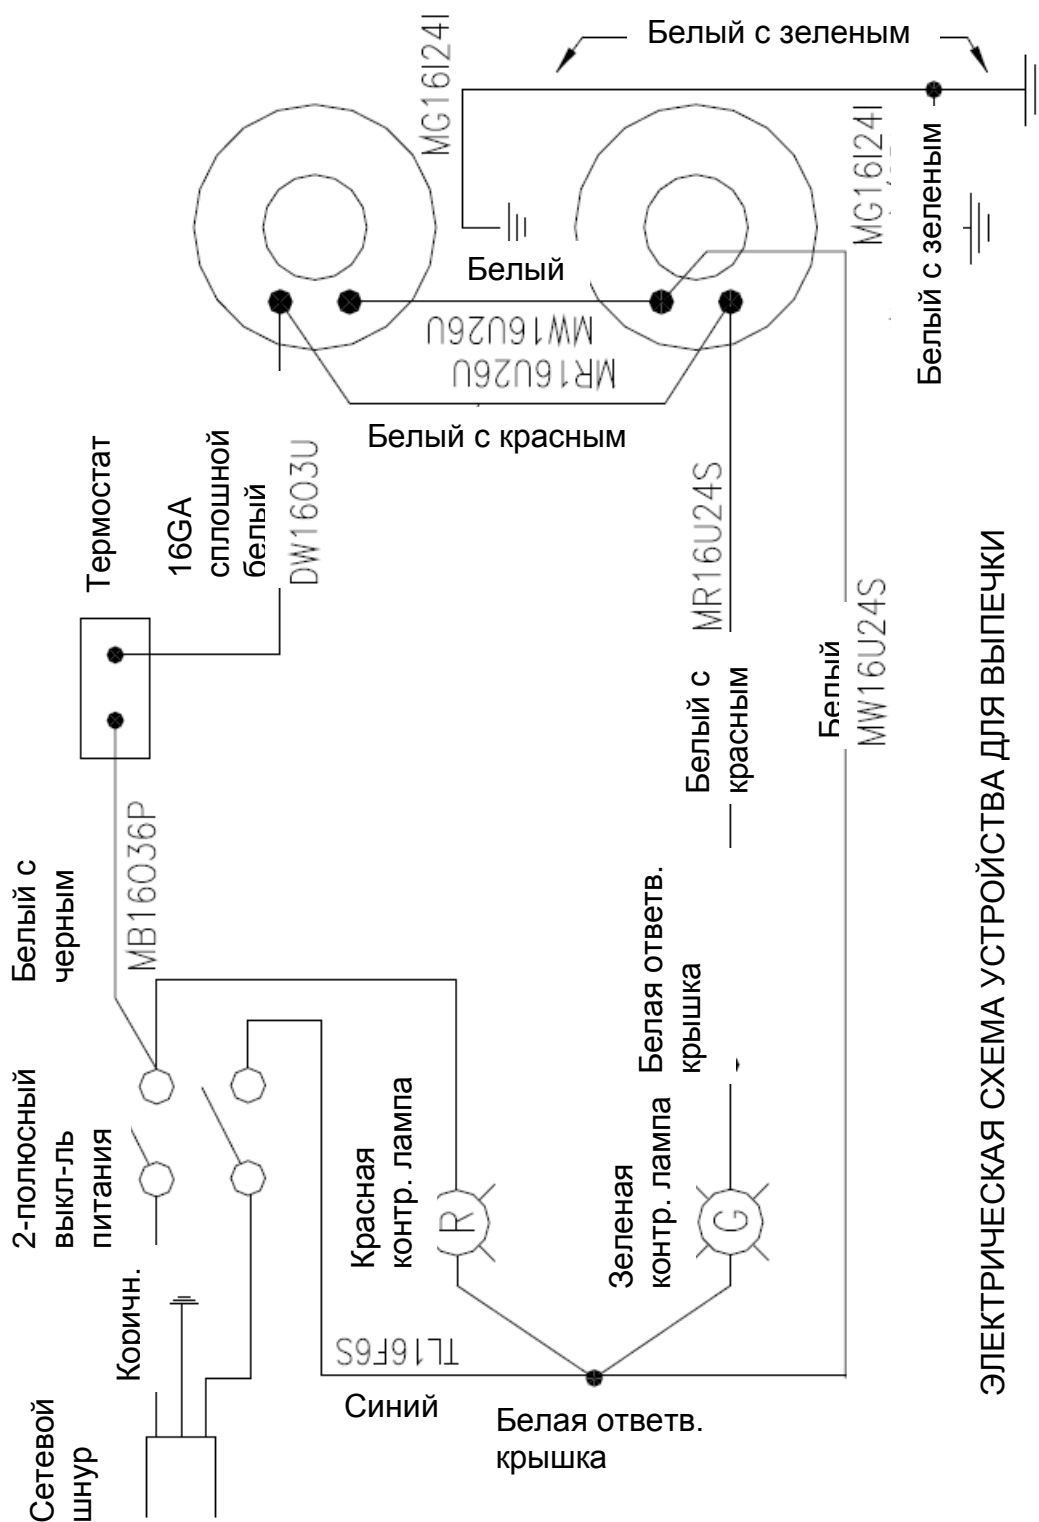 Белый с зеленым
MG16I24I
MG16I24I
Белый с зеленым
Белый
MW16U26U
MR16U26U
Белый с красным
Термостат
16GA
сплошной
белый
DW1603U
MR16U24S
Белый с
красным
Белый
MW16U24S
Белый с
черным
MB16036P
2-полюсный
выкл-ль
питания
Красная
контр. лампа
R
Белая ответв.
крышка
Зеленая
контр. лампа
G
Коричн.
TL16F6S
Синий
Белая ответв.
крышка
Сетевой
шнур
ЭЛЕКТРИЧЕСКАЯ СХЕМА УСТРОЙСТВА ДЛЯ ВЫПЕЧКИ